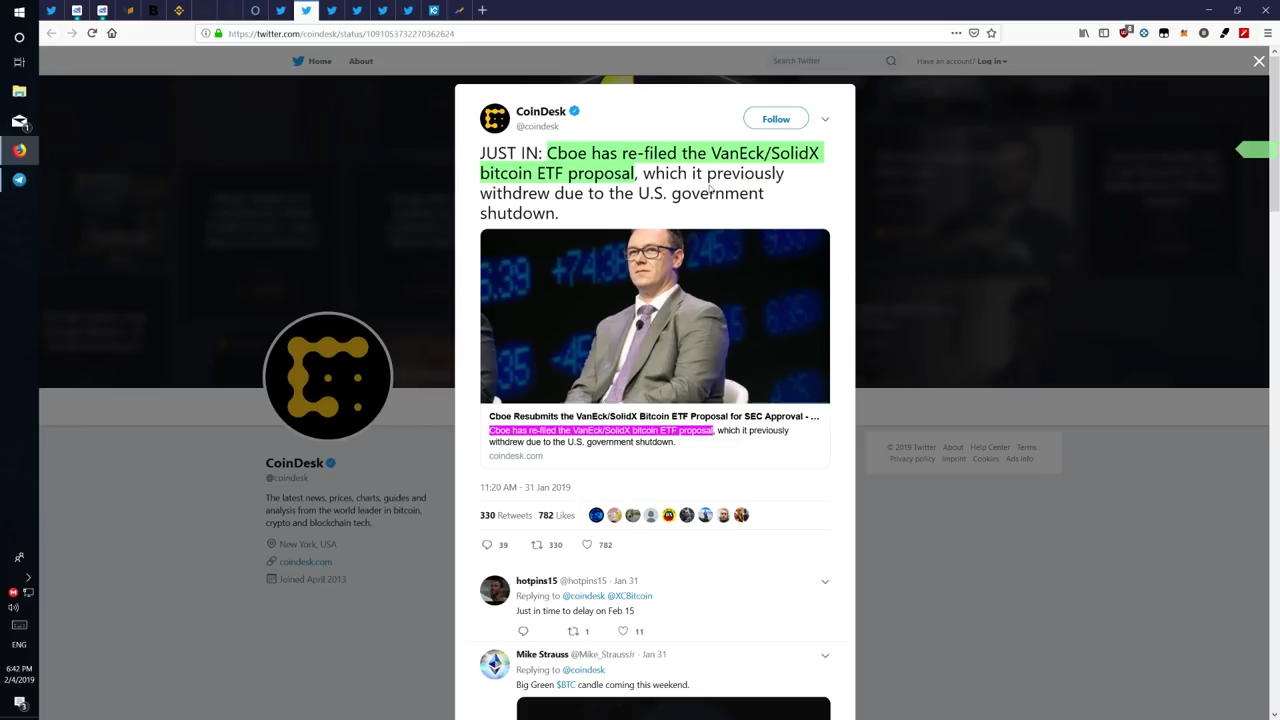 https://twitter.com/coindesk/status/1091053732270362624
Home
About
Search Twitter
Have an account? Log in
CoinDesk
@coindesk
Follow
JUST IN: Cboe has re-filed the VanEck/SolidX
bitcoin ETF proposal, which it previously
withdrew due to the U.S. government
shutdown.
+74.38
245.3
Cboe Resubmits the VanEck/SolidX Bitcoin ETF Proposal for SEC Approval - ...
Cboe has re-filed the VanEck/SolidX bitcoin ETF proposal, which it previously
withdrew due to the U.S. government shutdown.
coindesk.com
11:20 AM - 31 Jan 2019
330 Retweets 782 Likes
39 330 782
hotpins15 @hotpins15 · Jan 31
Replying to @coindesk @XCBitcoin
Just in time to delay on Feb 15
1 11
Mike Strauss @Mike_StraussJr · Jan 31
Replying to @coindesk
Big Green $BTC candle coming this weekend.
CoinDesk
@coindesk
The latest news, prices, charts, guides and
analysis from the world leader in bitcoin,
crypto and blockchain tech.
New York, USA
coindesk.com
Joined April 2013
© 2019 Twitter About Help Center Terms
Privacy policy Imprint Cookies Ads info
ENG
6:42 PM
2/4/2019